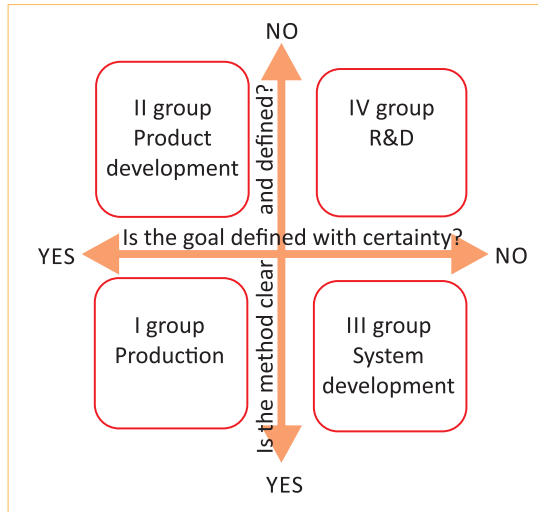 NO
II group
Product
development
IV group
R&D
Is the method clear and defined?
Is the goal defined with certainty?
YES
NO
I group
Production
III group
System
development
YES